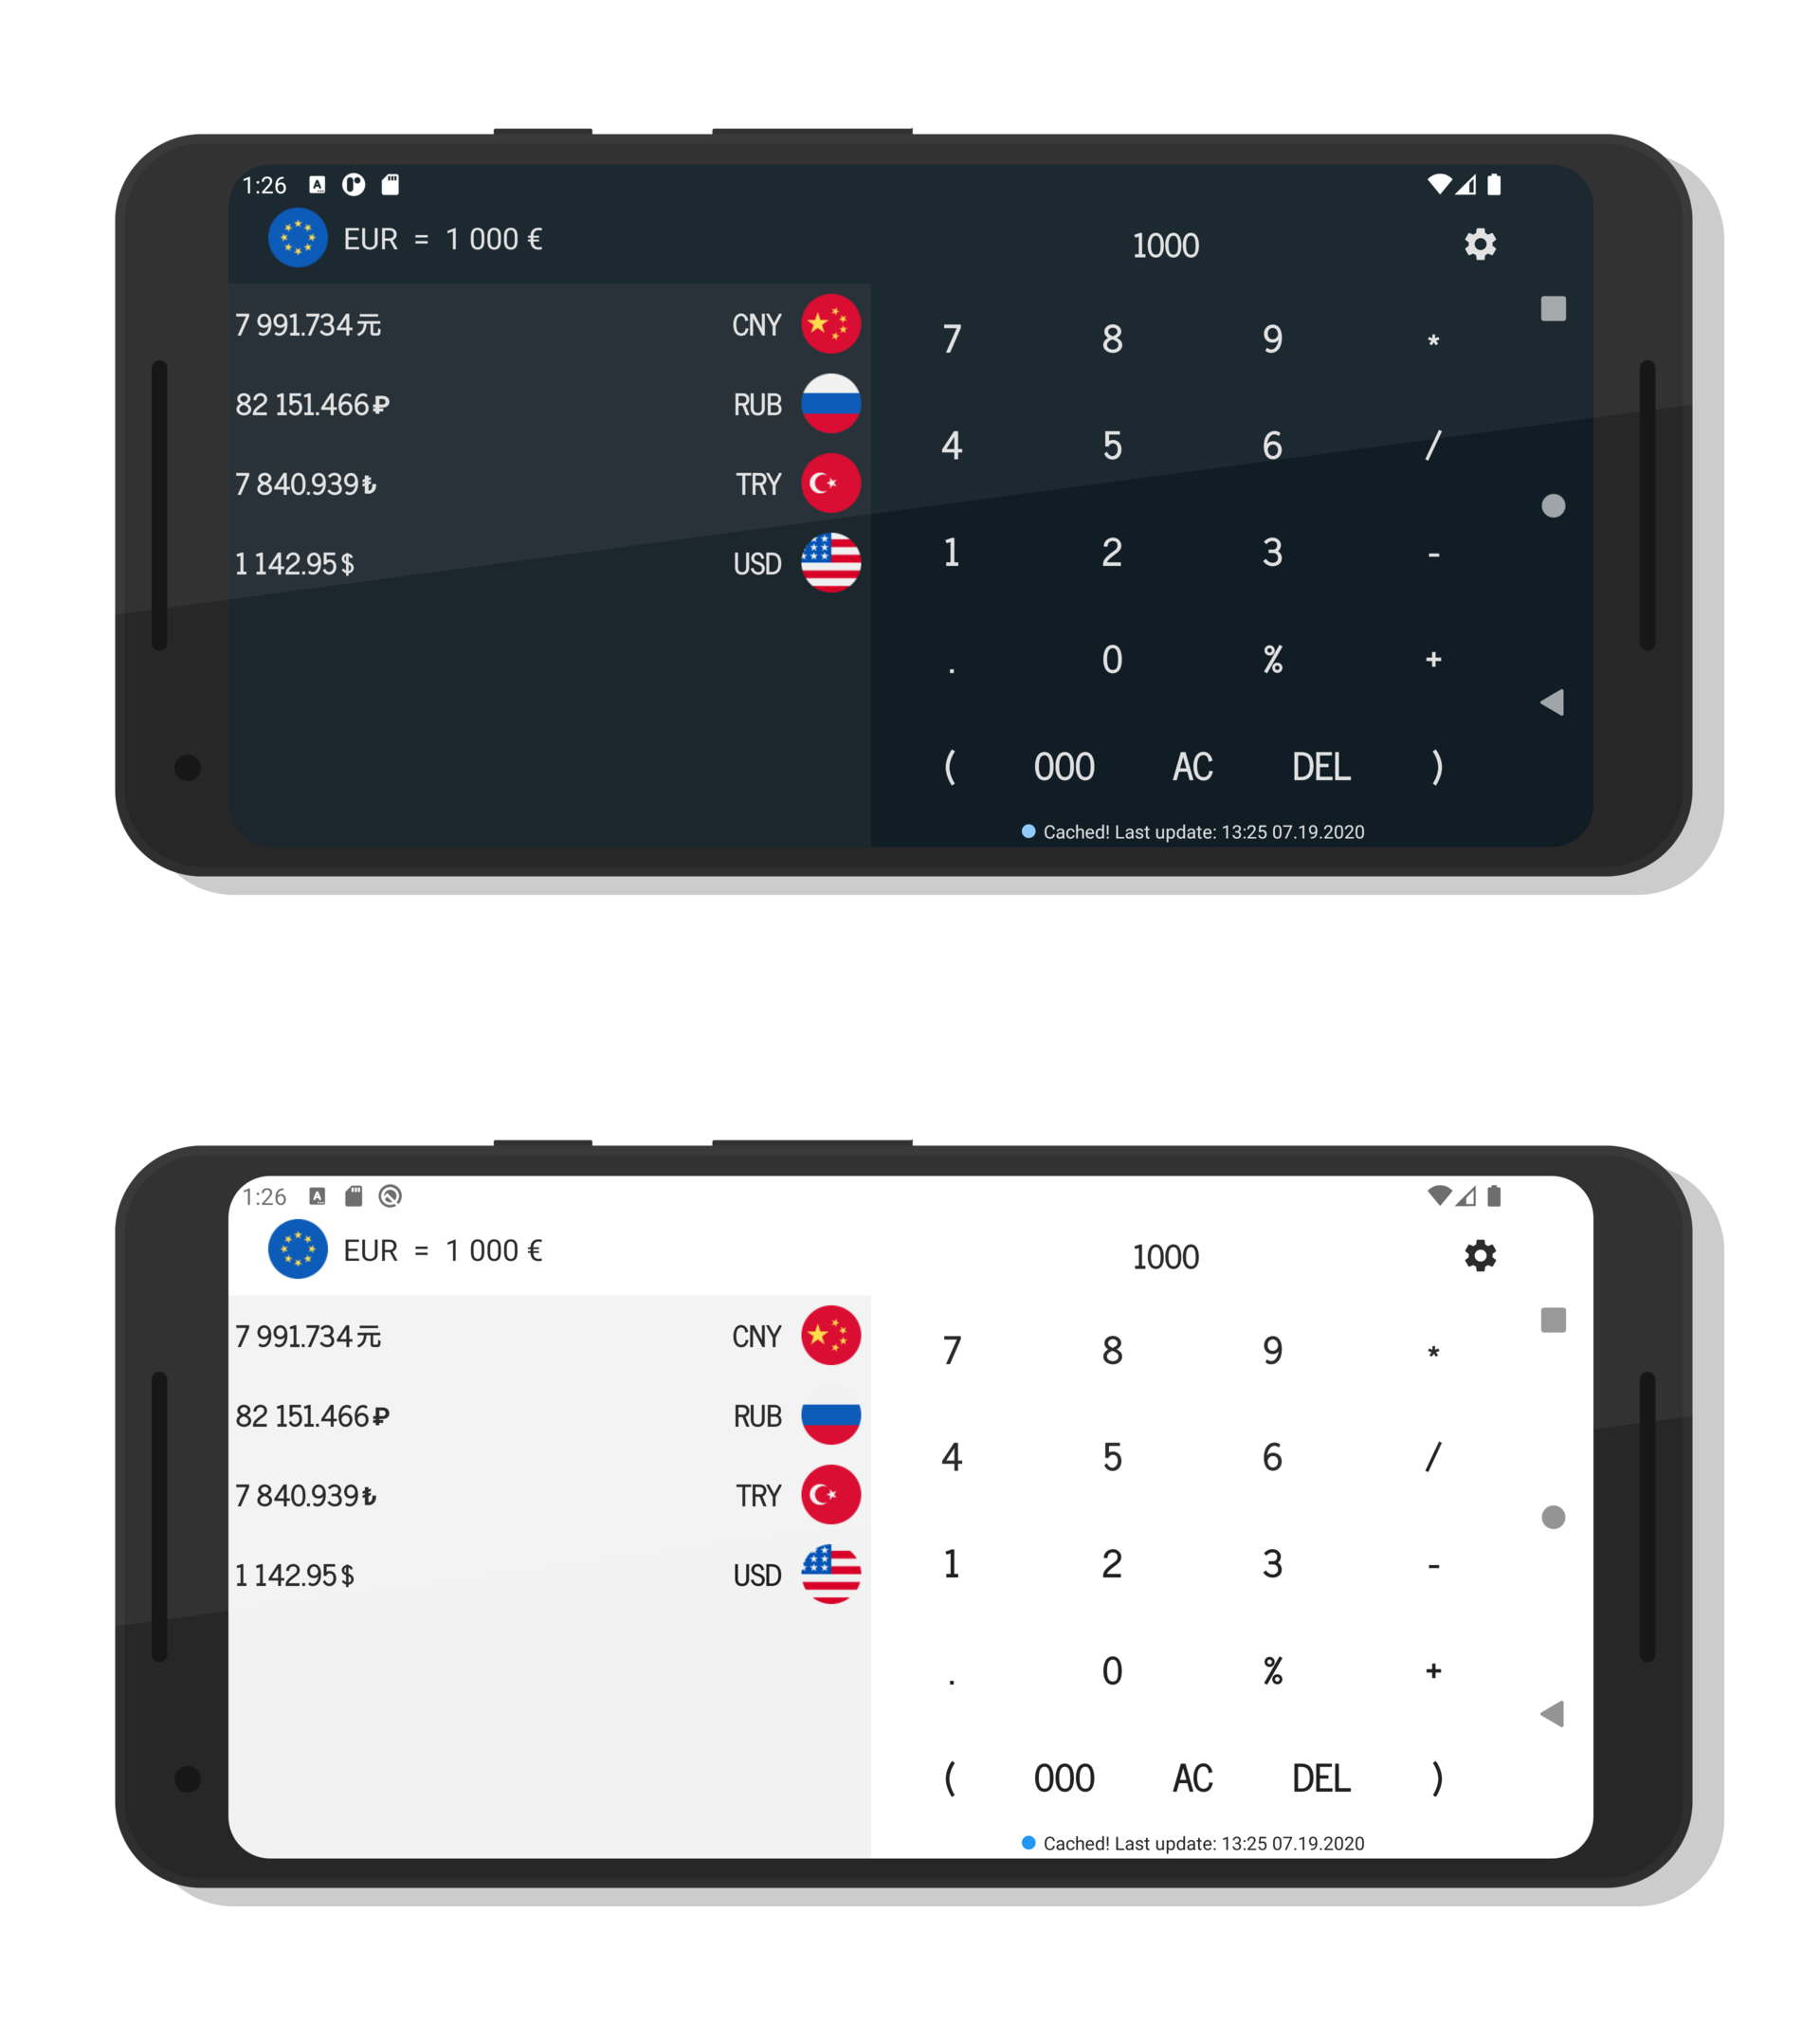 1:26
EUR = 1 000 €
1000
7 991.734元 CNY
82 151.466₽ RUB
7 840.939₺ TRY
1 142.95$ USD
7 8 9 *
4 5 6 /
1 2 3 -
. 0 % +
( 000 AC DEL )
Cached! Last update: 13:25 07.19.2020
1:26
EUR = 1 000 €
1000
7 991.734元 CNY
82 151.466₽ RUB
7 840.939₺ TRY
1 142.95$ USD
7 8 9 *
4 5 6 /
1 2 3 -
. 0 % +
( 000 AC DEL )
Cached! Last update: 13:25 07.19.2020